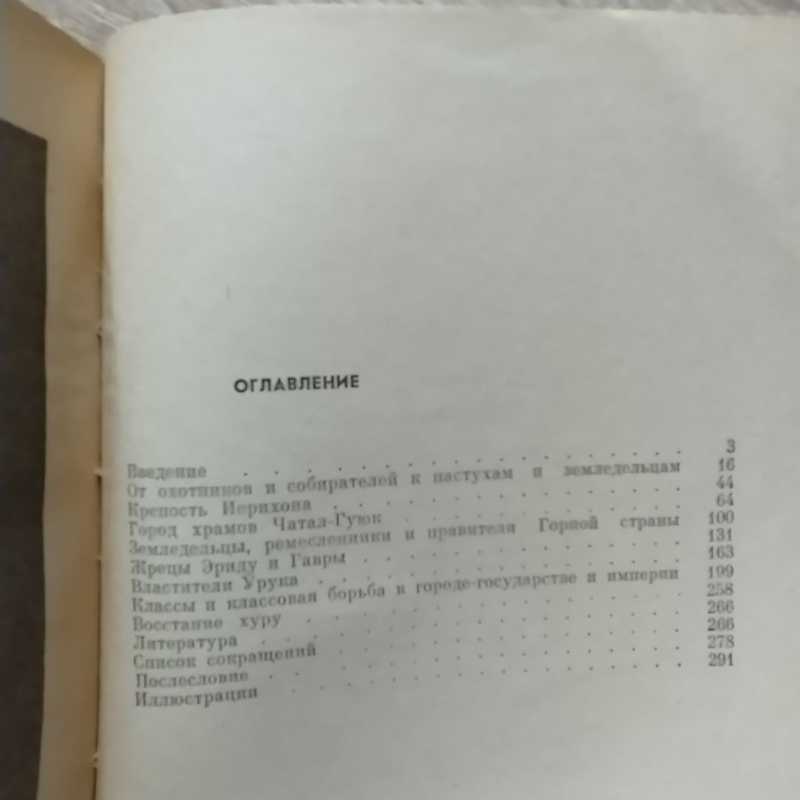 ОГЛАВЛЕНИЕ
Введение . . . . . . . . . . . . . . 3
От охотников и собирателей к пастухам и земледельцам 16
Крепость Иерихона . . . . . . . . . . . . 44
Город храмов Чатал-Гуюк . . . . . . . . . . 64
Земледельцы, ремесленники и правители Горной страны 100
Жрецы Эриду и Гавры . . . . . . . . . . . 131
Властители Урука . . . . . . . . . . . . 163
Классы и классовая борьба в городе-государстве и империи 199
Восстание хуру . . . . . . . . . . . . . 258
Литература . . . . . . . . . . . . . . 266
Список сокращений . . . . . . . . . . . . 266
Послесловие . . . . . . . . . . . . . . 278
Иллюстрации . . . . . . . . . . . . . . 291